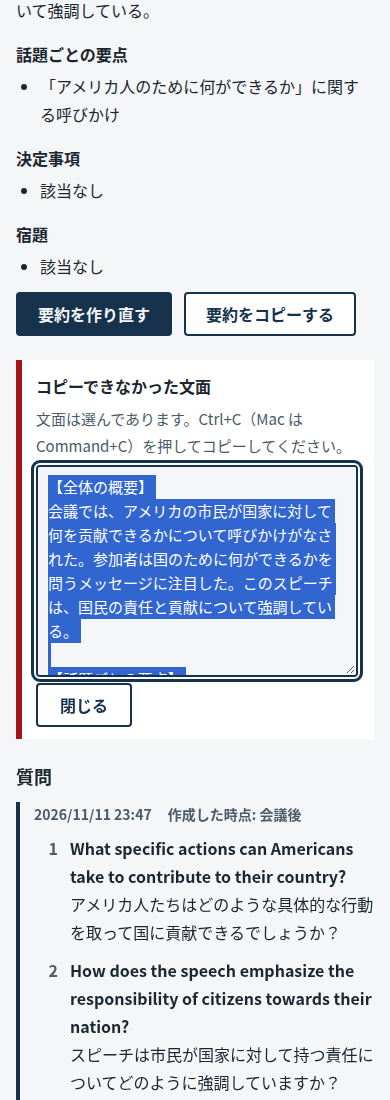 いて強調している。
話題ごとの要点
「アメリカ人のために何ができるか」に関す
る呼びかけ
決定事項
該当なし
宿題
該当なし
要約を作り直す
要約をコピーする
コピーできなかった文面
文面は選んであります。Ctrl+C（Mac は
Command+C）を押してコピーしてください。
【全体の概要】
会議では、アメリカの市民が国家に対して
何を貢献できるかについて呼びかけがなさ
れた。参加者は国のために何ができるかを
問うメッセージに注目した。このスピーチ
は、国民の責任と貢献について強調してい
る。
閉じる
質問
2026/11/11 23:47 作成した時点: 会議後
1 What specific actions can Americans
take to contribute to their country?
アメリカ人たちはどのような具体的な行動
を取って国に貢献できるでしょうか？
2 How does the speech emphasize the
responsibility of citizens towards their
nation?
スピーチは市民が国家に対して持つ責任に
ついてどのように強調していますか？